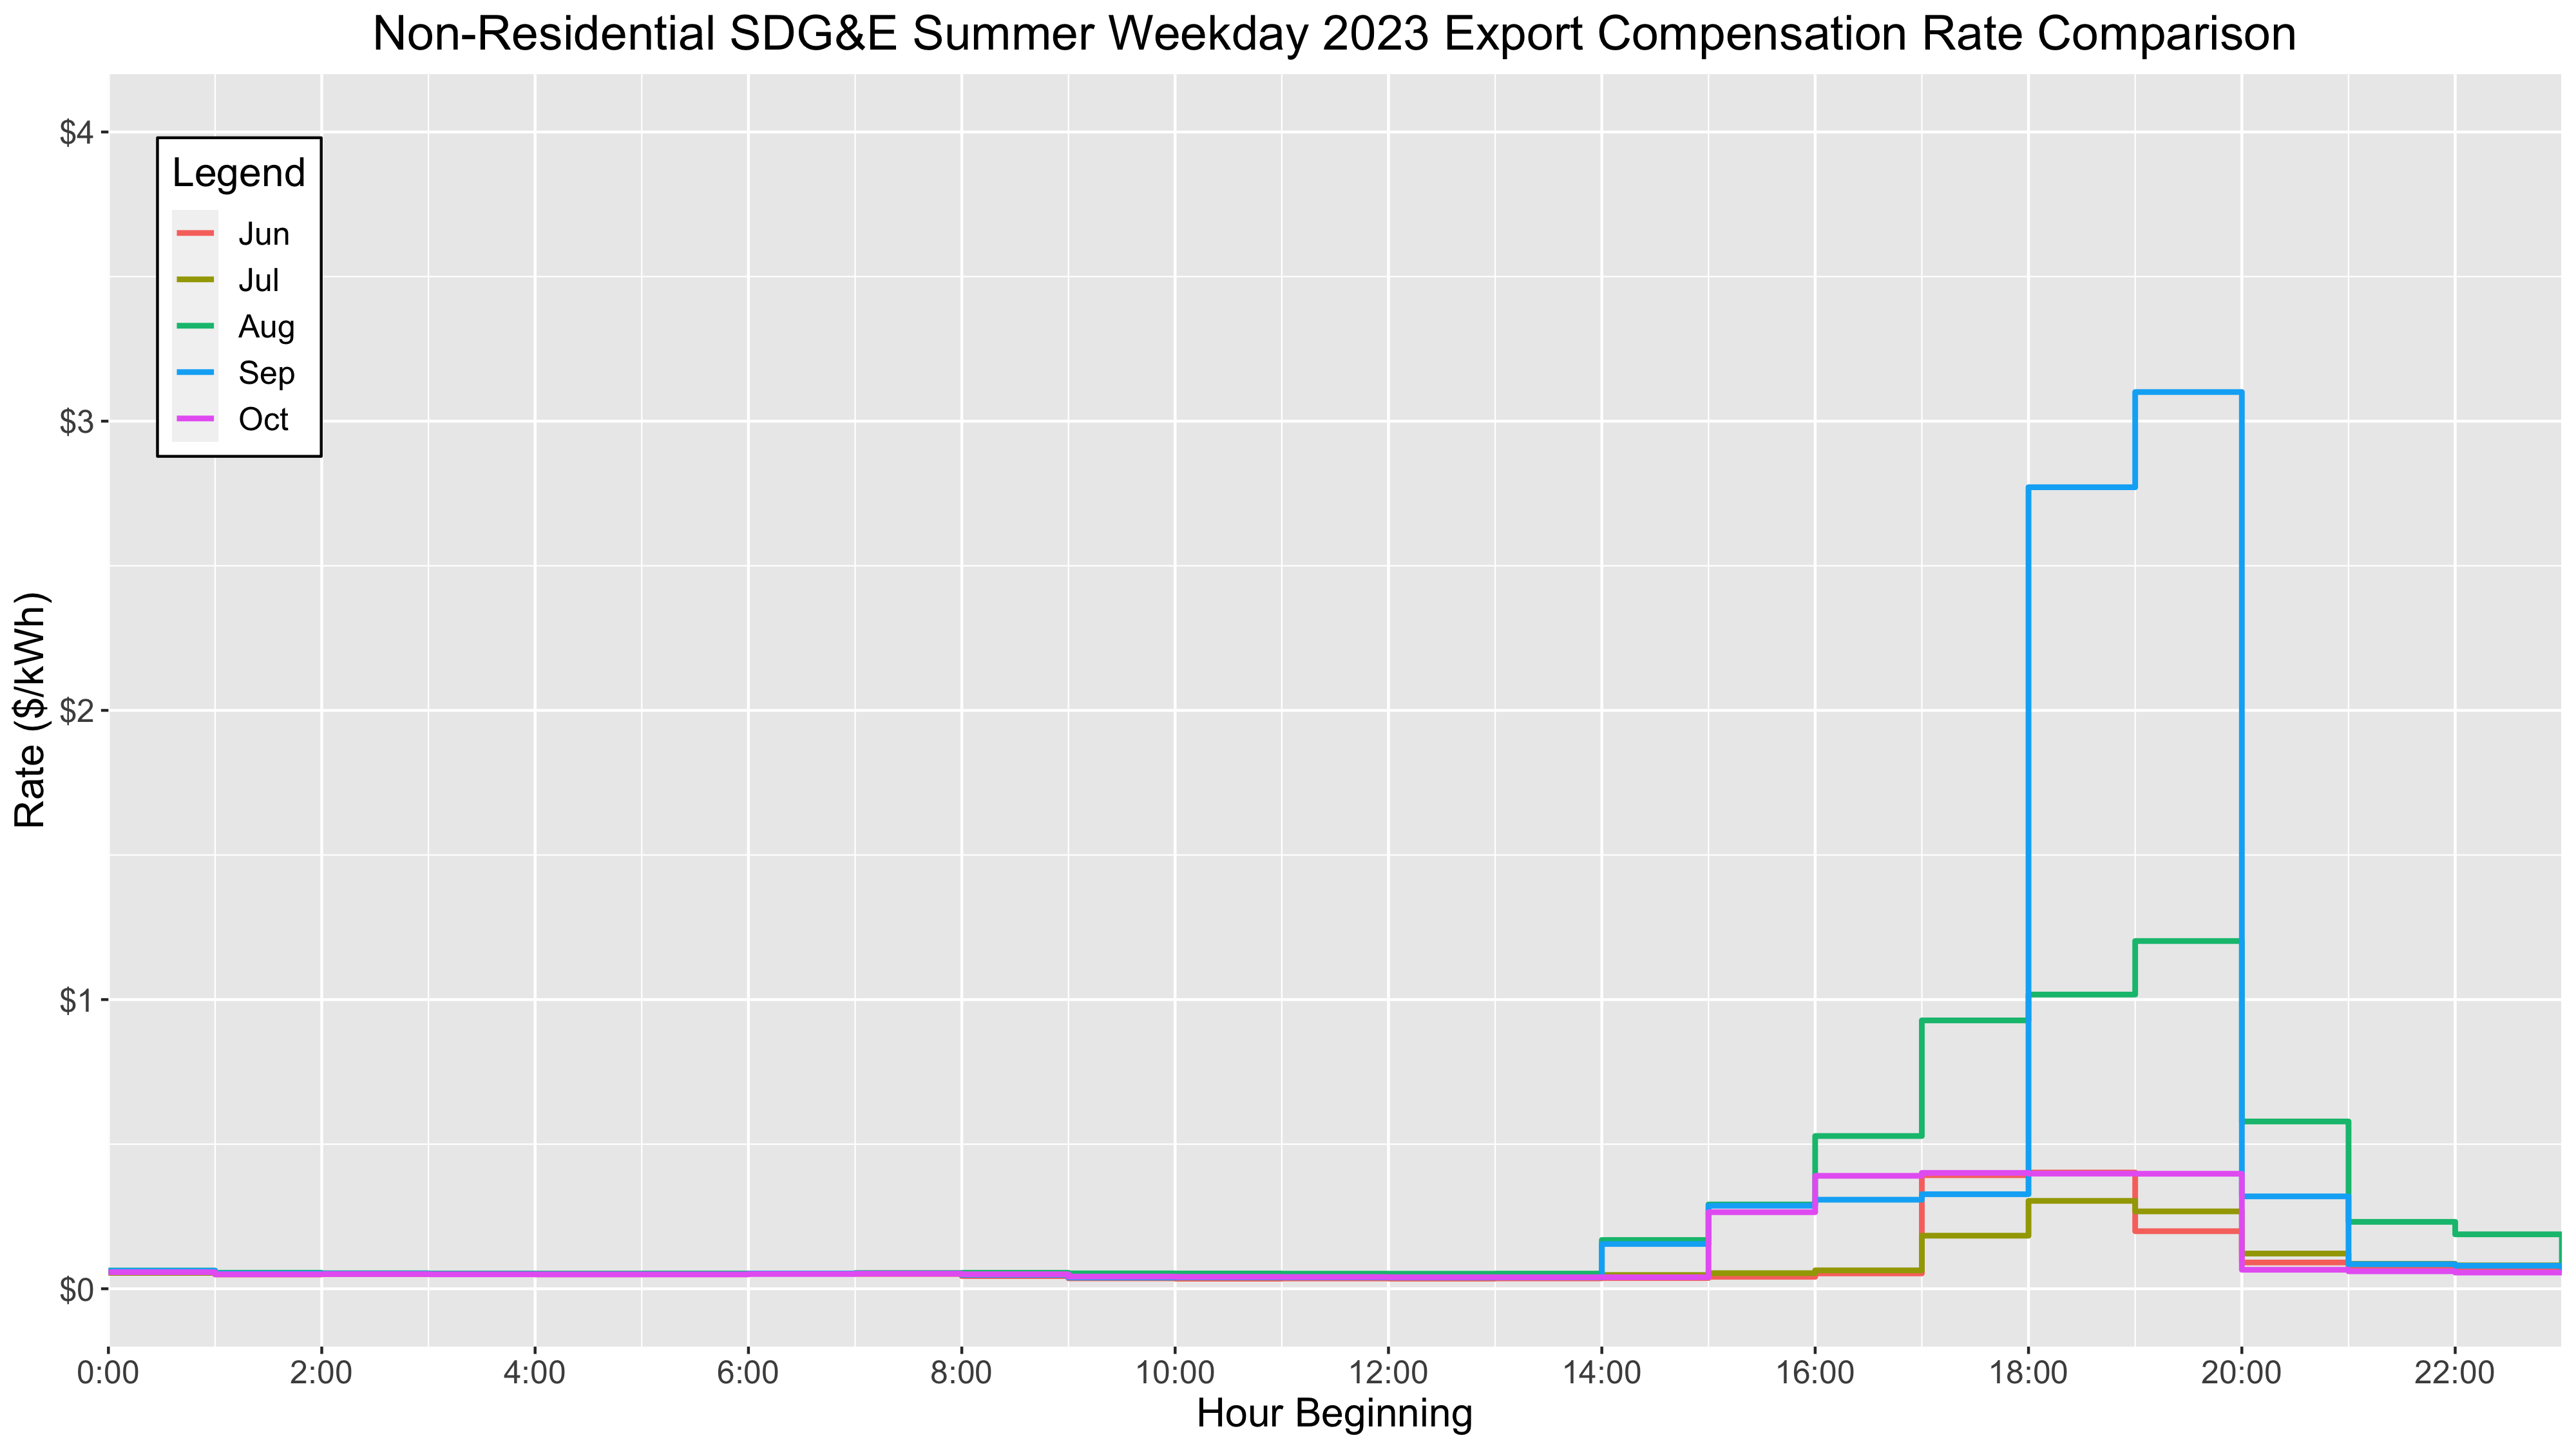 Non-Residential SDG&E Summer Weekday 2023 Export Compensation Rate Comparison
Legend
Jun
Jul
Aug
Sep
Oct
Rate ($/kWh)
$4
$3
$2
$1
$0
0:00 2:00 4:00 6:00 8:00 10:00 12:00 14:00 16:00 18:00 20:00 22:00
Hour Beginning